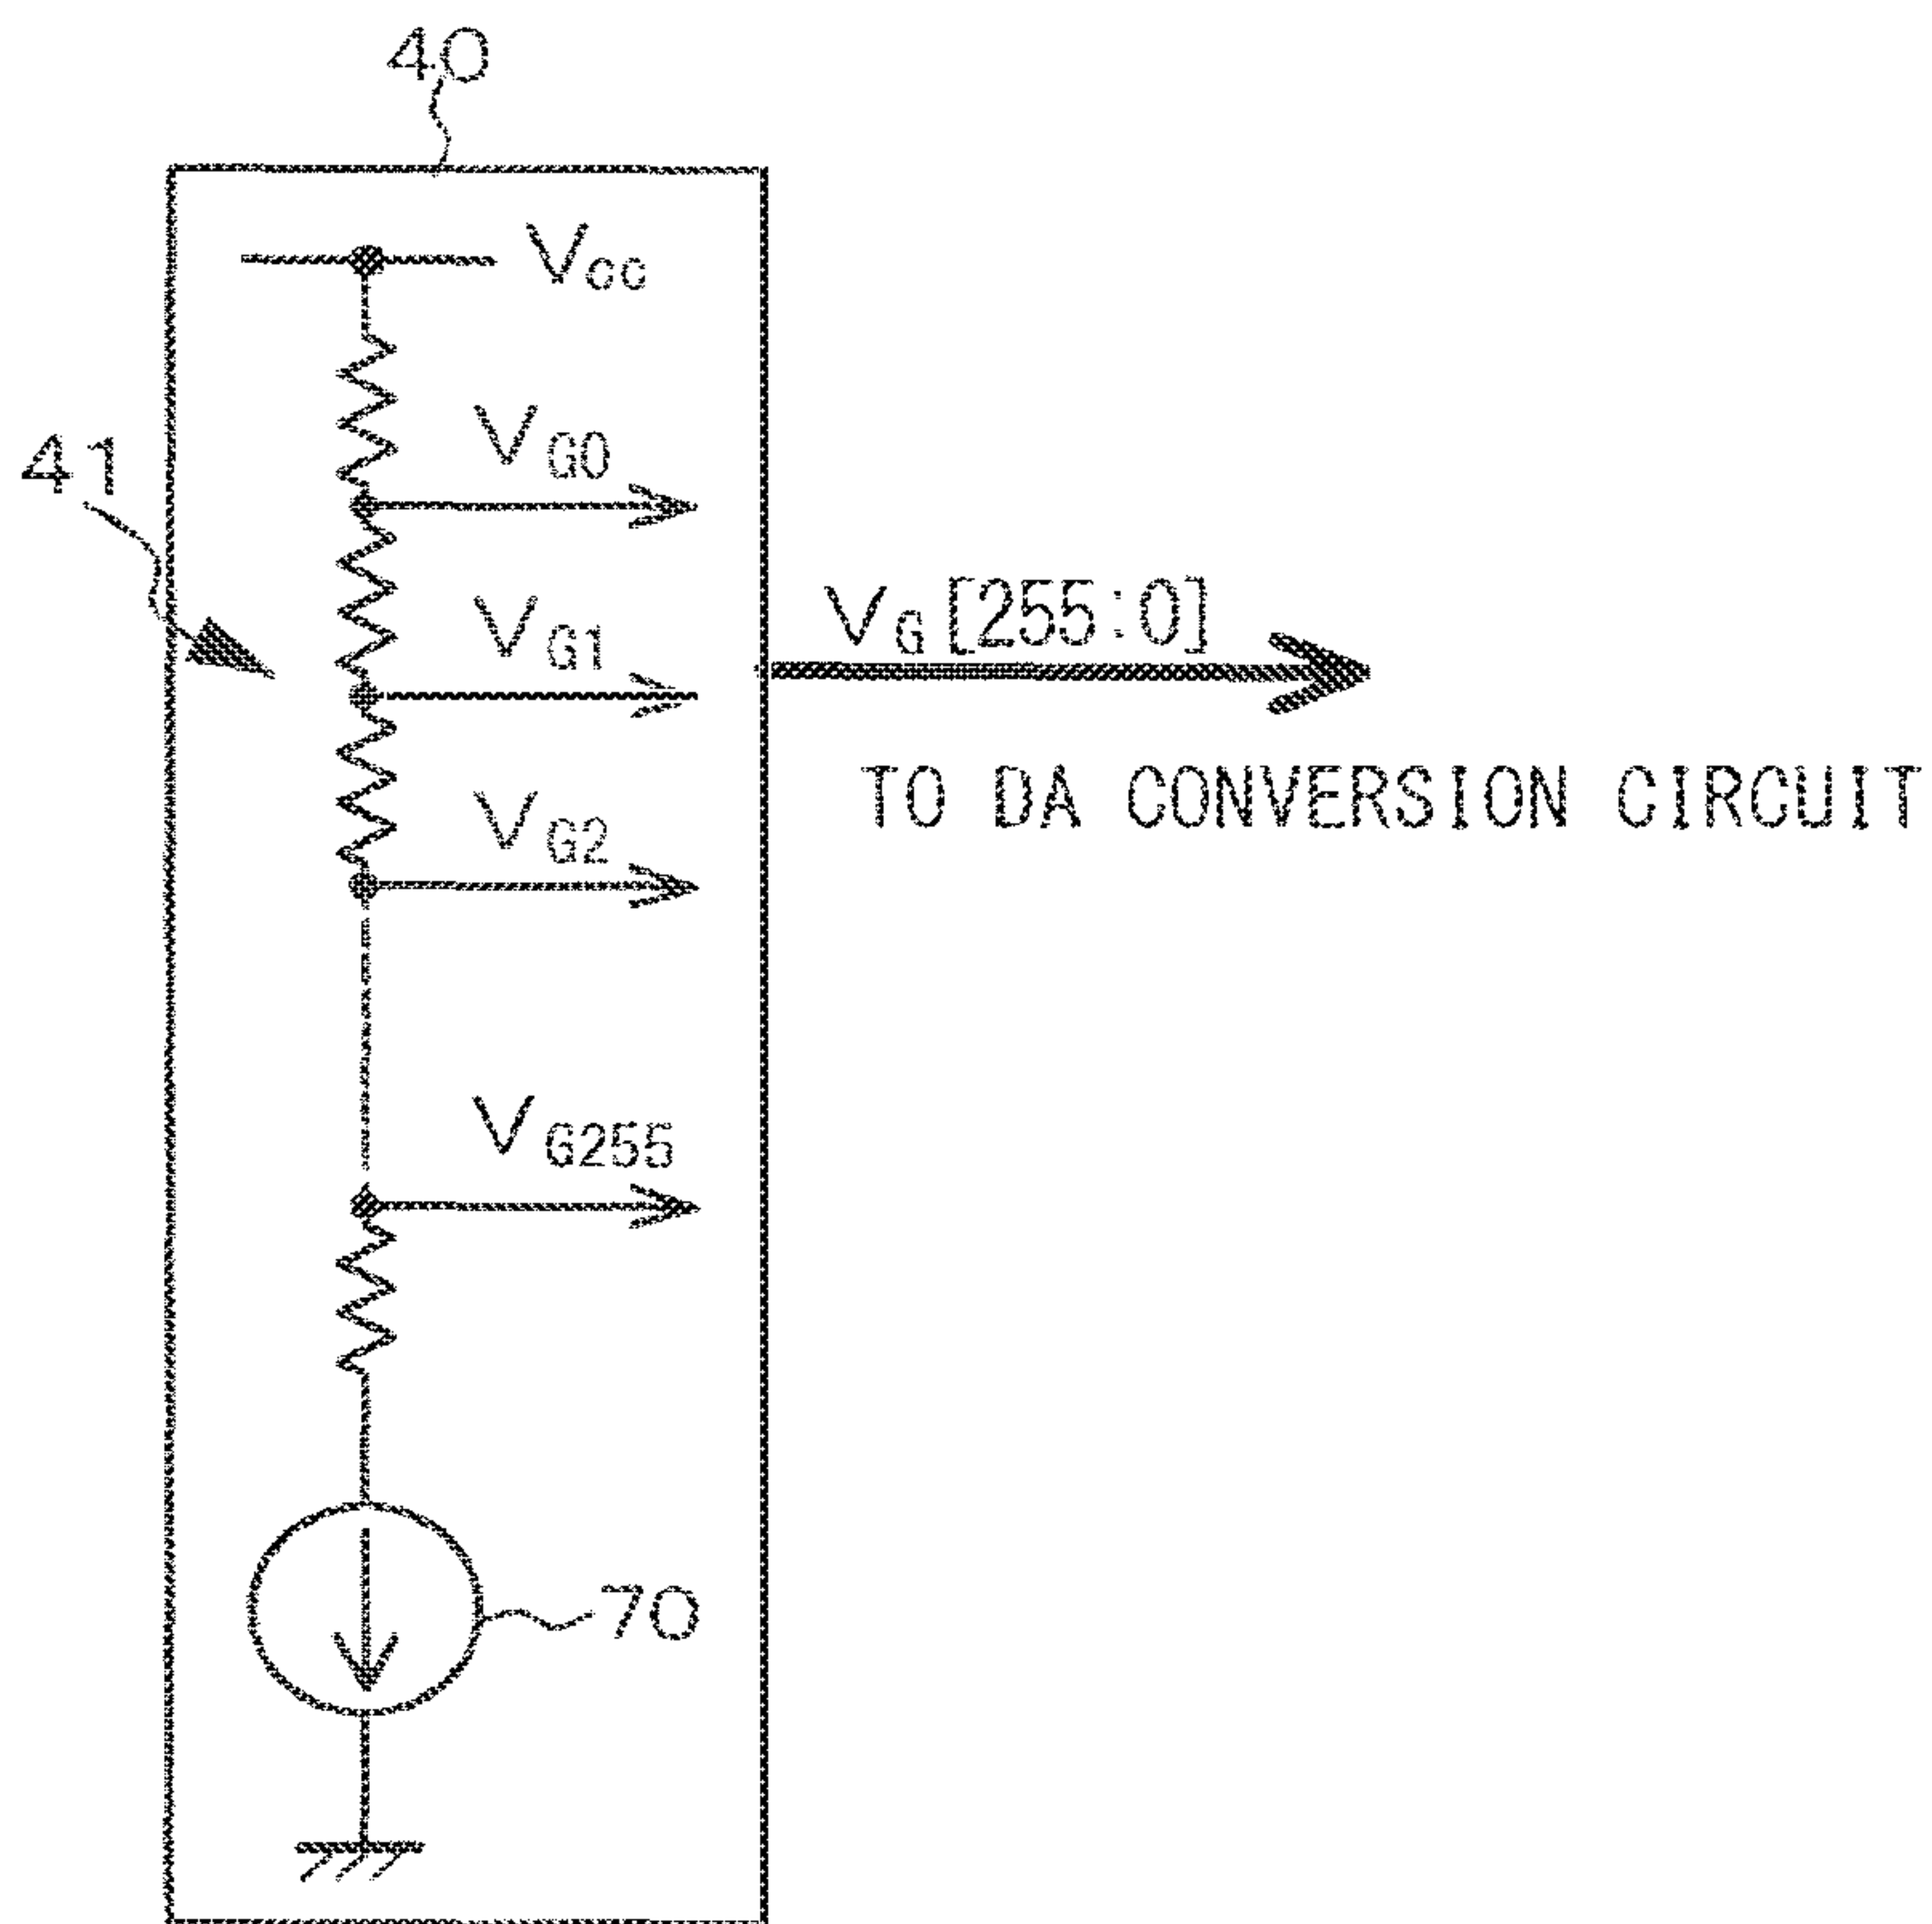 40
Vcc
41
VG0
VG1
VG [255:0]
TO DA CONVERSION CIRCUIT
VG2
VG255
70